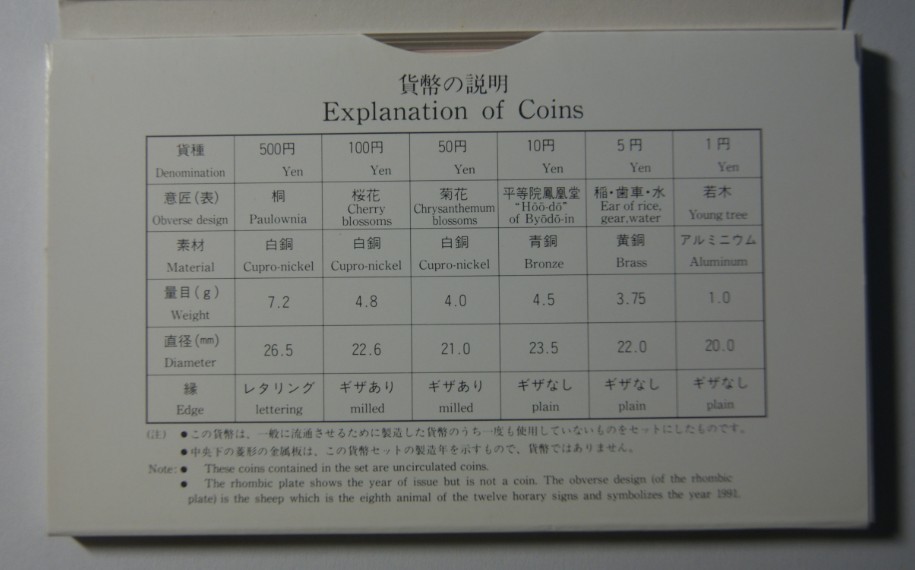 貨幣の説明
Explanation of Coins
貨種 500円 100円 50円 10円 5円 1円
Denomination Yen Yen Yen Yen Yen Yen
意匠(表) 桐 桜花 菊花 平等院鳳凰堂 稲・歯車・水 若木
Obverse design Paulownia Cherry blossoms Chrysanthemum blossoms "Hōō-dō" of Byōdō-in Ear of rice, gear,water Young tree
素材 白銅 白銅 白銅 青銅 黄銅 アルミニウム
Material Cupro-nickel Cupro-nickel Cupro-nickel Bronze Brass Aluminum
量目(g) 7.2 4.8 4.0 4.5 3.75 1.0
Weight
直径(mm) 26.5 22.6 21.0 23.5 22.0 20.0
Diameter
縁 レタリング ギザあり ギザあり ギザなし ギザなし ギザなし
Edge lettering milled milled plain plain plain
(注) ●この貨幣は、一般に流通させるために製造した貨幣のうち一度も使用していないものをセットにしたものです。
●中央下の菱形の金属板は、この貨幣セットの製造年を示すもので、貨幣ではありません。
Note: ● These coins contained in the set are uncirculated coins.
● The rhombic plate shows the year of issue but is not a coin. The obverse design (of the rhombic
plate) is the sheep which is the eighth animal of the twelve horary signs and symbolizes the year 1991.